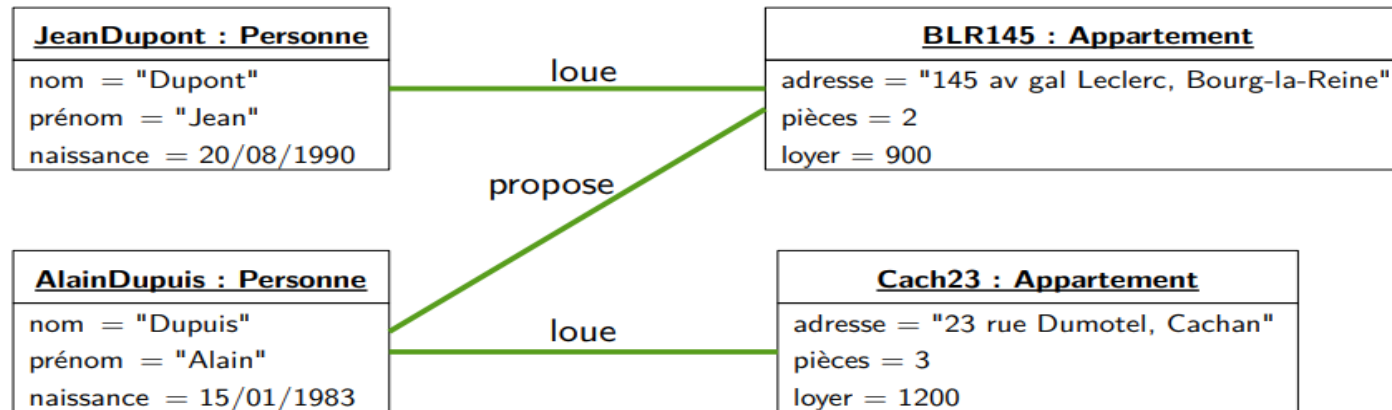 JeanDupont : Personne
nom = "Dupont"
prénom = "Jean"
naissance = 20/08/1990
loue
BLR145 : Appartement
adresse = "145 av gal Leclerc, Bourg-la-Reine"
pièces = 2
loyer = 900
propose
AlainDupuis : Personne
nom = "Dupuis"
prénom = "Alain"
naissance = 15/01/1983
loue
Cach23 : Appartement
adresse = "23 rue Dumotel, Cachan"
pièces = 3
loyer = 1200